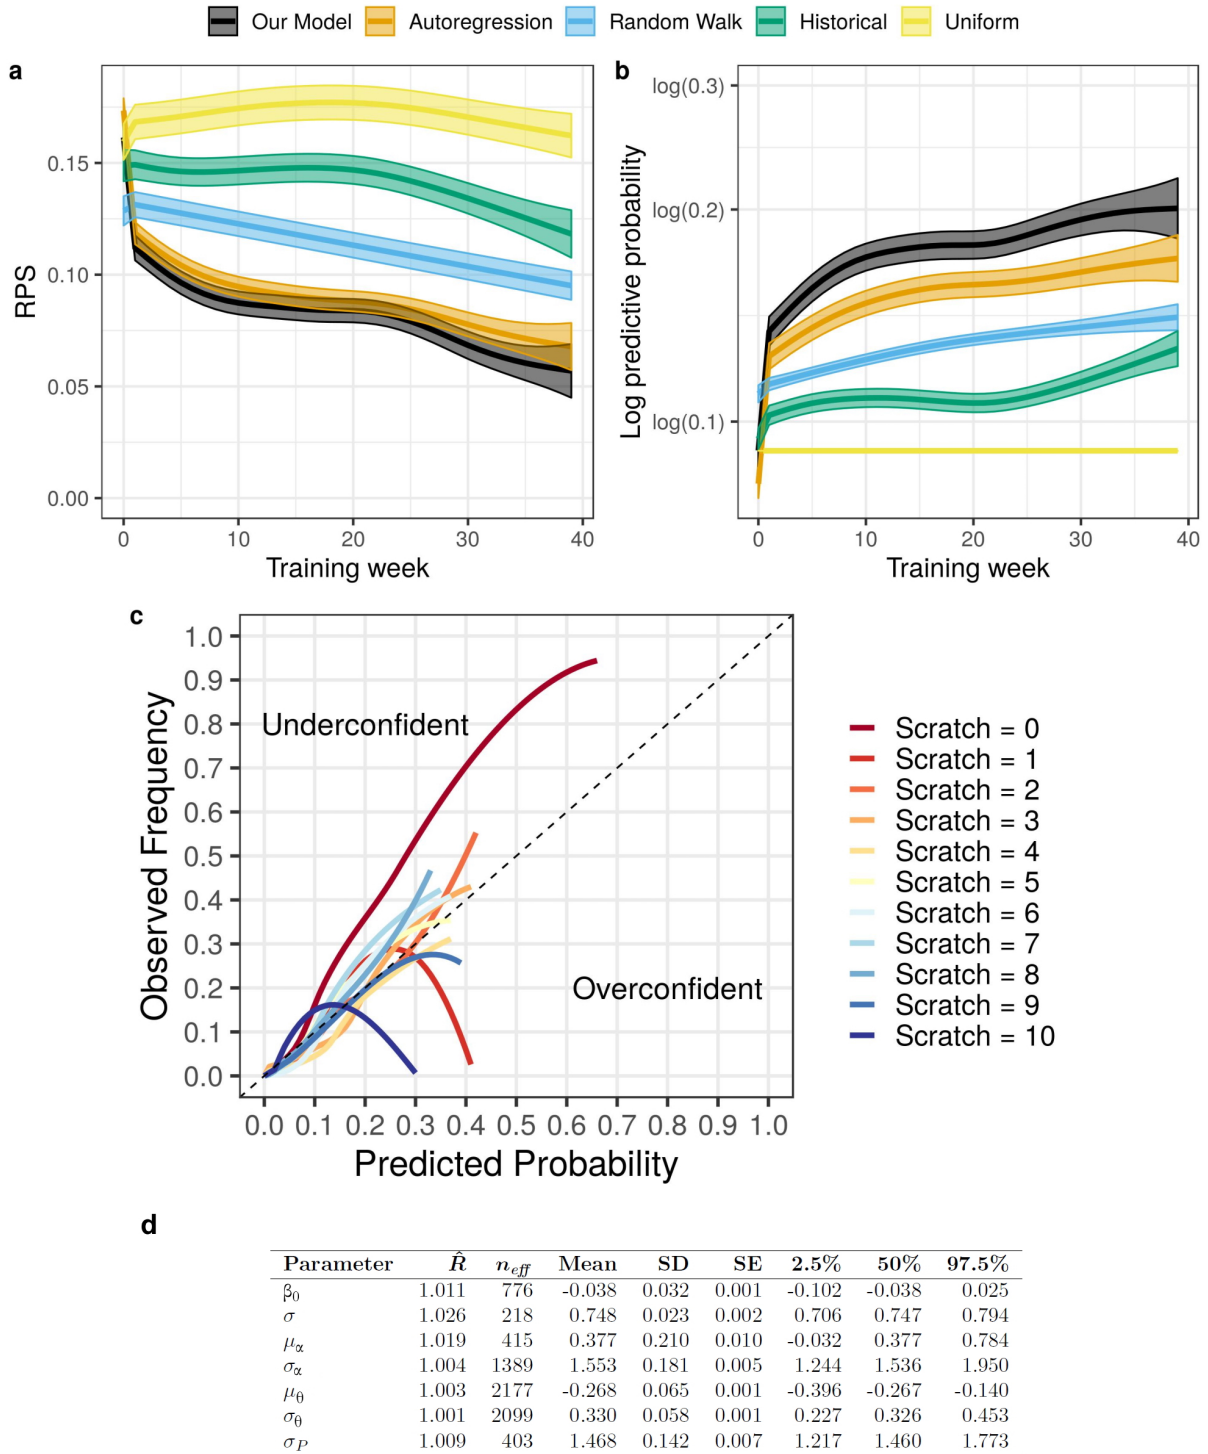 Our Model Autoregression Random Walk Historical Uniform
a
b
RPS
0.15
0.10
0.05
0.00
0 10 20 30 40
Training week
Log predictive probability
log(0.3)
log(0.2)
log(0.1)
0 10 20 30 40
Training week
c
Observed Frequency
1.0
0.9
0.8
0.7
0.6
0.5
0.4
0.3
0.2
0.1
0.0
Underconfident
Overconfident
0.0 0.1 0.2 0.3 0.4 0.5 0.6 0.7 0.8 0.9 1.0
Predicted Probability
Scratch = 0
Scratch = 1
Scratch = 2
Scratch = 3
Scratch = 4
Scratch = 5
Scratch = 6
Scratch = 7
Scratch = 8
Scratch = 9
Scratch = 10
d
Parameter R̂ n_eff Mean SD SE 2.5% 50% 97.5%
β₀ 1.011 776 -0.038 0.032 0.001 -0.102 -0.038 0.025
σ 1.026 218 0.748 0.023 0.002 0.706 0.747 0.794
μ_α 1.019 415 0.377 0.210 0.010 -0.032 0.377 0.784
σ_α 1.004 1389 1.553 0.181 0.005 1.244 1.536 1.950
μ_θ 1.003 2177 -0.268 0.065 0.001 -0.396 -0.267 -0.140
σ_θ 1.001 2099 0.330 0.058 0.001 0.227 0.326 0.453
σ_P 1.009 403 1.468 0.142 0.007 1.217 1.460 1.773